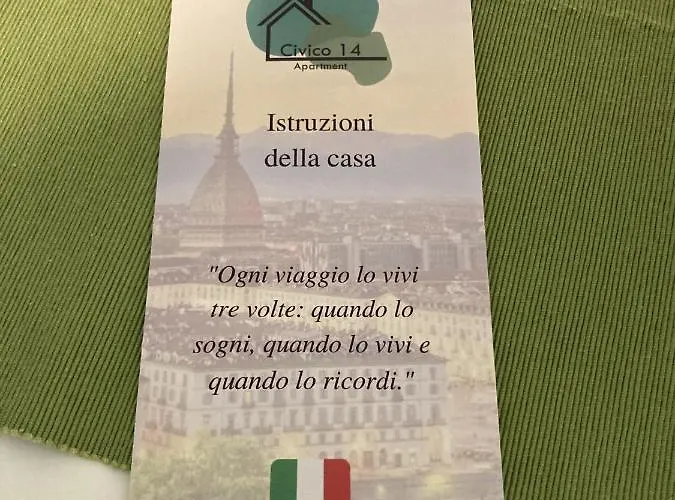 Civico 14
Apartment
Istruzioni
della casa
"Ogni viaggio lo vivi
tre volte: quando lo
sogni, quando lo vivi e
quando lo ricordi."